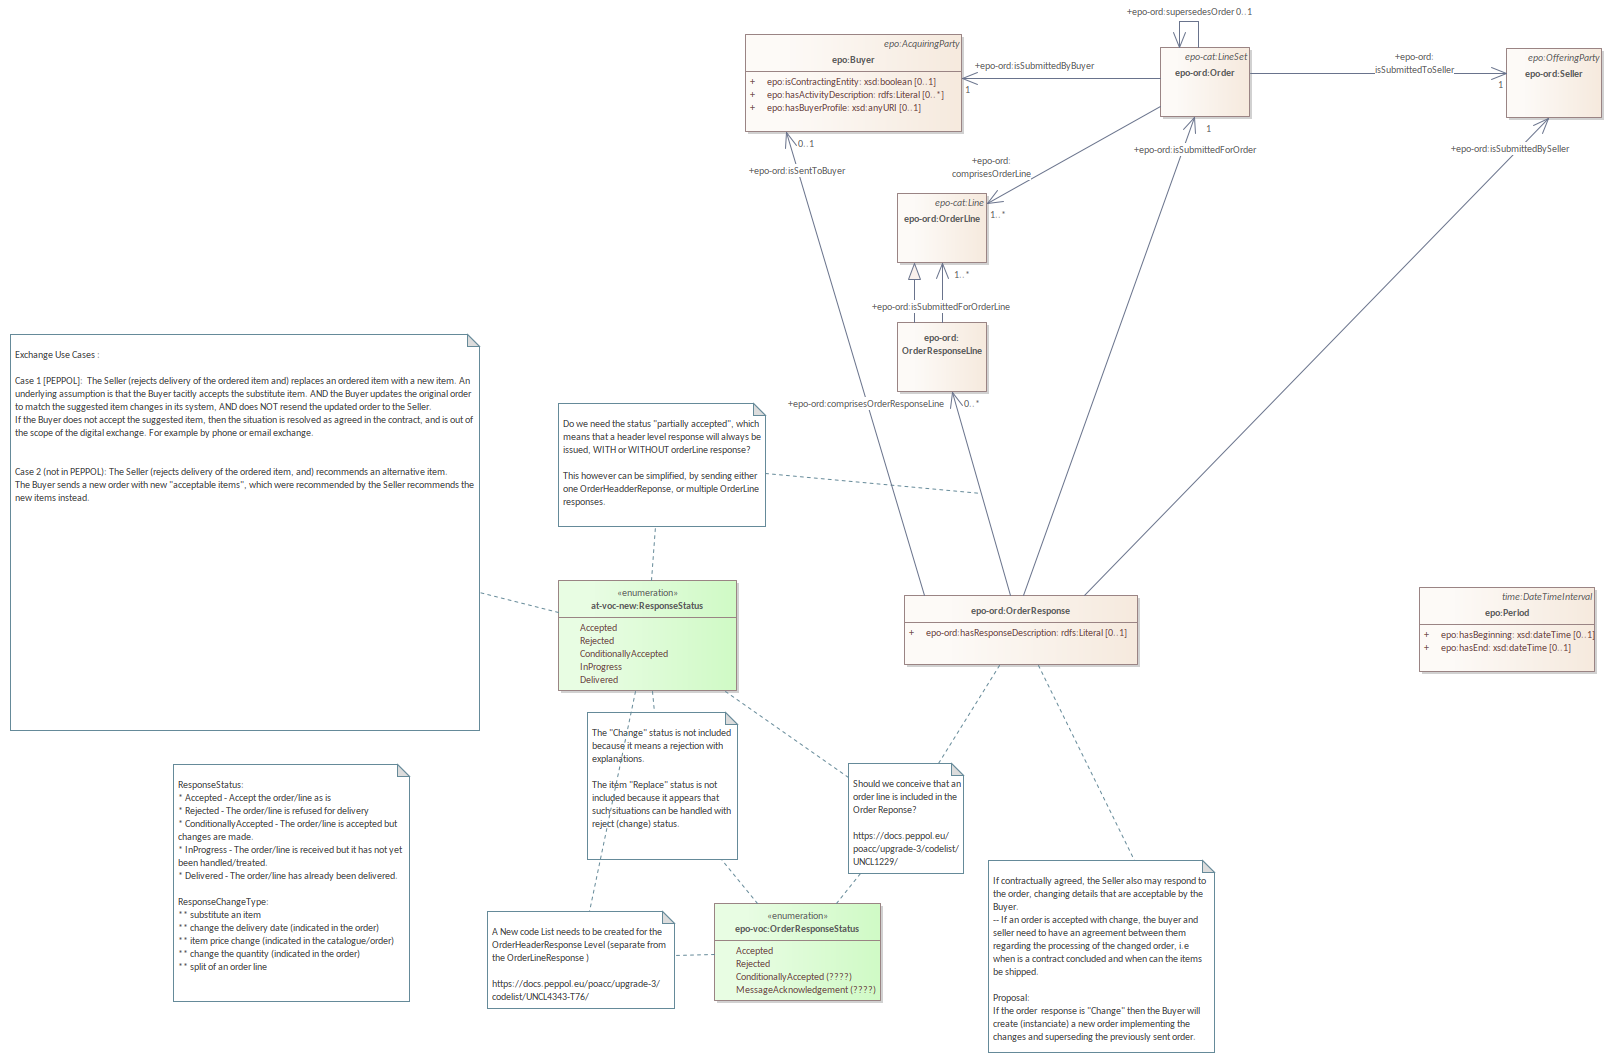 +epo-ord:supersedesOrder 0..1
epo:AcquiringParty
epo:Buyer
+ epo:isContractingEntity: xsd:boolean [0..1]
+ epo:hasActivityDescription: rdfs:Literal [0..*]
+ epo:hasBuyerProfile: xsd:anyURI [0..1]
+epo-ord:isSubmittedByBuyer
1
epo-cat:LineSet
epo-ord:Order
+epo-ord:
isSubmittedToSeller
1
epo:OfferingParty
epo-ord:Seller
0..1
+epo-ord:isSentToBuyer
+epo-ord:
comprisesOrderLine
1..*
1
+epo-ord:isSubmittedForOrder
+epo-ord:isSubmittedBySeller
epo-cat:Line
epo-ord:OrderLine
1..*
+epo-ord:isSubmittedForOrderLine
epo-ord:
OrderResponseLine
+epo-ord:comprisesOrderResponseLine
0..*
Exchange Use Cases :
Case 1 [PEPPOL]: The Seller (rejects delivery of the ordered item and) replaces an ordered item with a new item. An
underlying assumption is that the Buyer tacitly accepts the substitute item. AND the Buyer updates the original order
to match the suggested item changes in its system, AND does NOT resend the updated order to the Seller.
If the Buyer does not accept the suggested item, then the situation is resolved as agreed in the contract, and is out of
the scope of the digital exchange. For example by phone or email exchange.
Case 2 (not in PEPPOL): The Seller (rejects delivery of the ordered item, and) recommends an alternative item.
The Buyer sends a new order with new "acceptable items", which were recommended by the Seller recommends the
new items instead.
Do we need the status "partially accepted", which
means that a header level response will always be
issued, WITH or WITHOUT orderLine response?
This however can be simplified, by sending either
one OrderHeadderReponse, or multiple OrderLine
responses.
«enumeration»
at-voc-new:ResponseStatus
Accepted
Rejected
ConditionallyAccepted
InProgress
Delivered
epo-ord:OrderResponse
+ epo-ord:hasResponseDescription: rdfs:Literal [0..1]
time:DateTimeInterval
epo:Period
+ epo:hasBeginning: xsd:dateTime [0..1]
+ epo:hasEnd: xsd:dateTime [0..1]
The "Change" status is not included
because it means a rejection with
explanations.
The item "Replace" status is not
included because it appears that
such situations can be handled with
reject (change) status.
ResponseStatus:
* Accepted - Accept the order/line as is
* Rejected - The order/line is refused for delivery
* ConditionallyAccepted - The order/line is accepted but
changes are made.
* InProgress - The order/line is received but it has not yet
been handled/treated.
* Delivered - The order/line has already been delivered.
ResponseChangeType:
** substitute an item
** change the delivery date (indicated in the order)
** item price change (indicated in the catalogue/order)
** change the quantity (indicated in the order)
** split of an order line
Should we conceive that an
order line is included in the
Order Reponse?
https://docs.peppol.eu/
poacc/upgrade-3/codelist/
UNCL1229/
A New code List needs to be created for the
OrderHeaderResponse Level (separate from
the OrderLineResponse )
https://docs.peppol.eu/poacc/upgrade-3/
codelist/UNCL4343-T76/
«enumeration»
epo-voc:OrderResponseStatus
Accepted
Rejected
ConditionallyAccepted (????)
MessageAcknowledgement (????)
If contractually agreed, the Seller also may respond to
the order, changing details that are acceptable by the
Buyer.
-- If an order is accepted with change, the buyer and
seller need to have an agreement between them
regarding the processing of the changed order, i.e
when is a contract concluded and when can the items
be shipped.
Proposal:
If the order response is "Change" then the Buyer will
create (instanciate) a new order implementing the
changes and superseding the previously sent order.